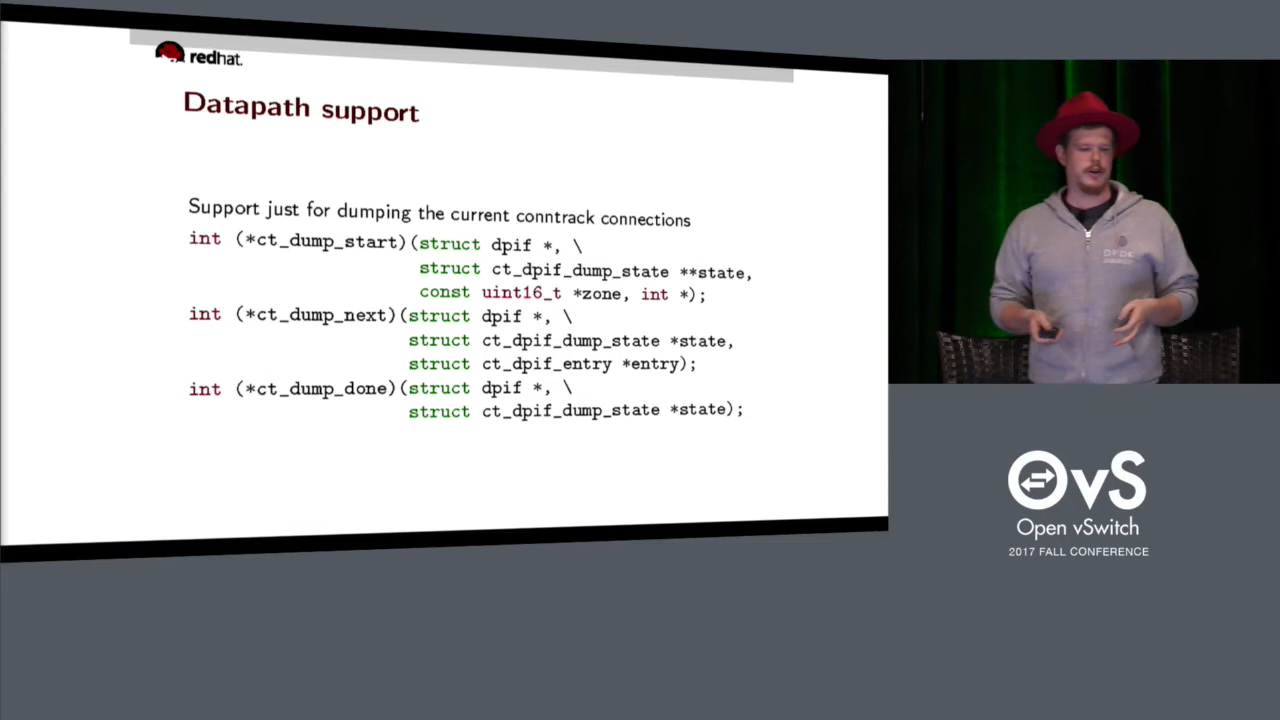 redhat.
Datapath support
Support just for dumping the current conntrack connections
int (*ct_dump_start)(struct dpif *, \
struct ct_dpif_dump_state **state,
const uint16_t *zone, int *);
int (*ct_dump_next)(struct dpif *, \
struct ct_dpif_dump_state *state,
struct ct_dpif_entry *entry);
int (*ct_dump_done)(struct dpif *, \
struct ct_dpif_dump_state *state);
DPDK
OvS
Open vSwitch
2017 FALL CONFERENCE